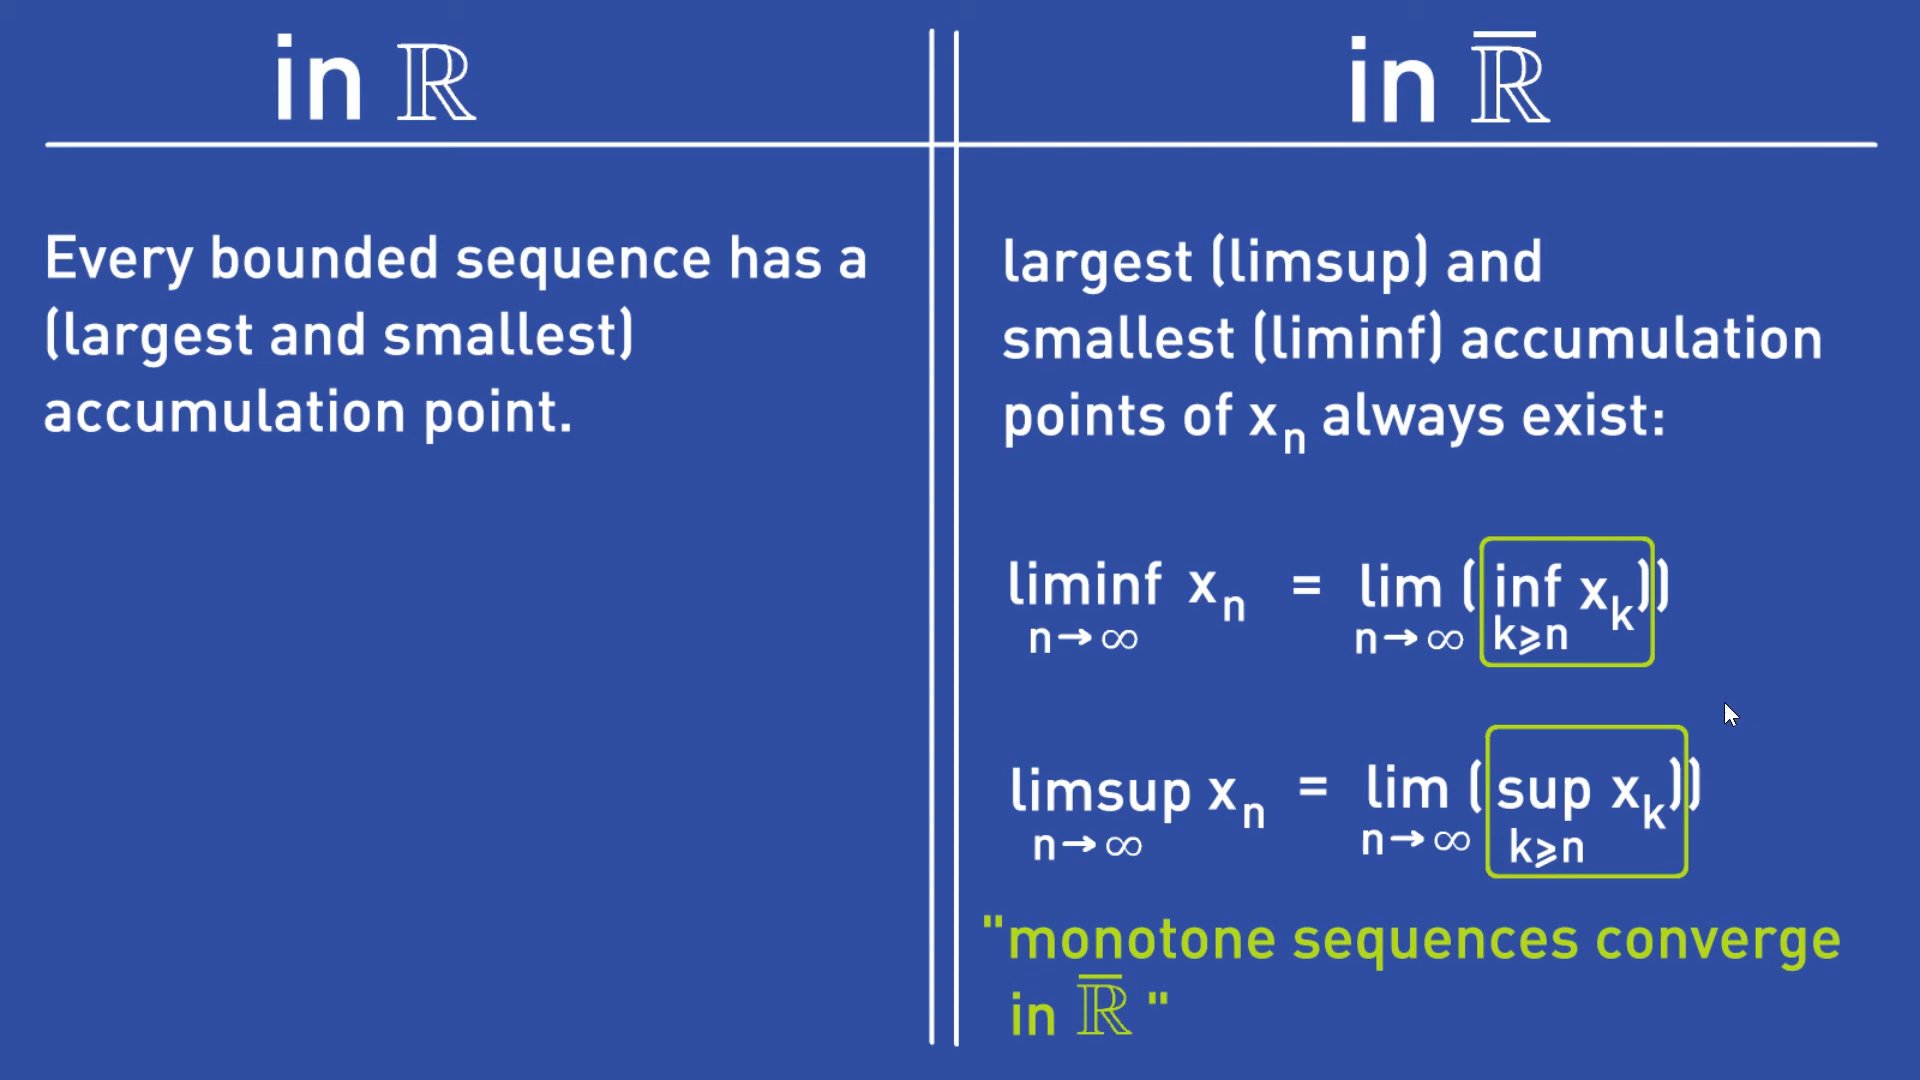 in ℝ
Every bounded sequence has a
(largest and smallest)
accumulation point.
in ℝ̅
largest (limsup) and
smallest (liminf) accumulation
points of xₙ always exist:
liminf xₙ = lim ( inf xₖ))
n→∞ n→∞ k⩾n
limsup xₙ = lim ( sup xₖ))
n→∞ n→∞ k⩾n
"monotone sequences converge
in ℝ̅ "